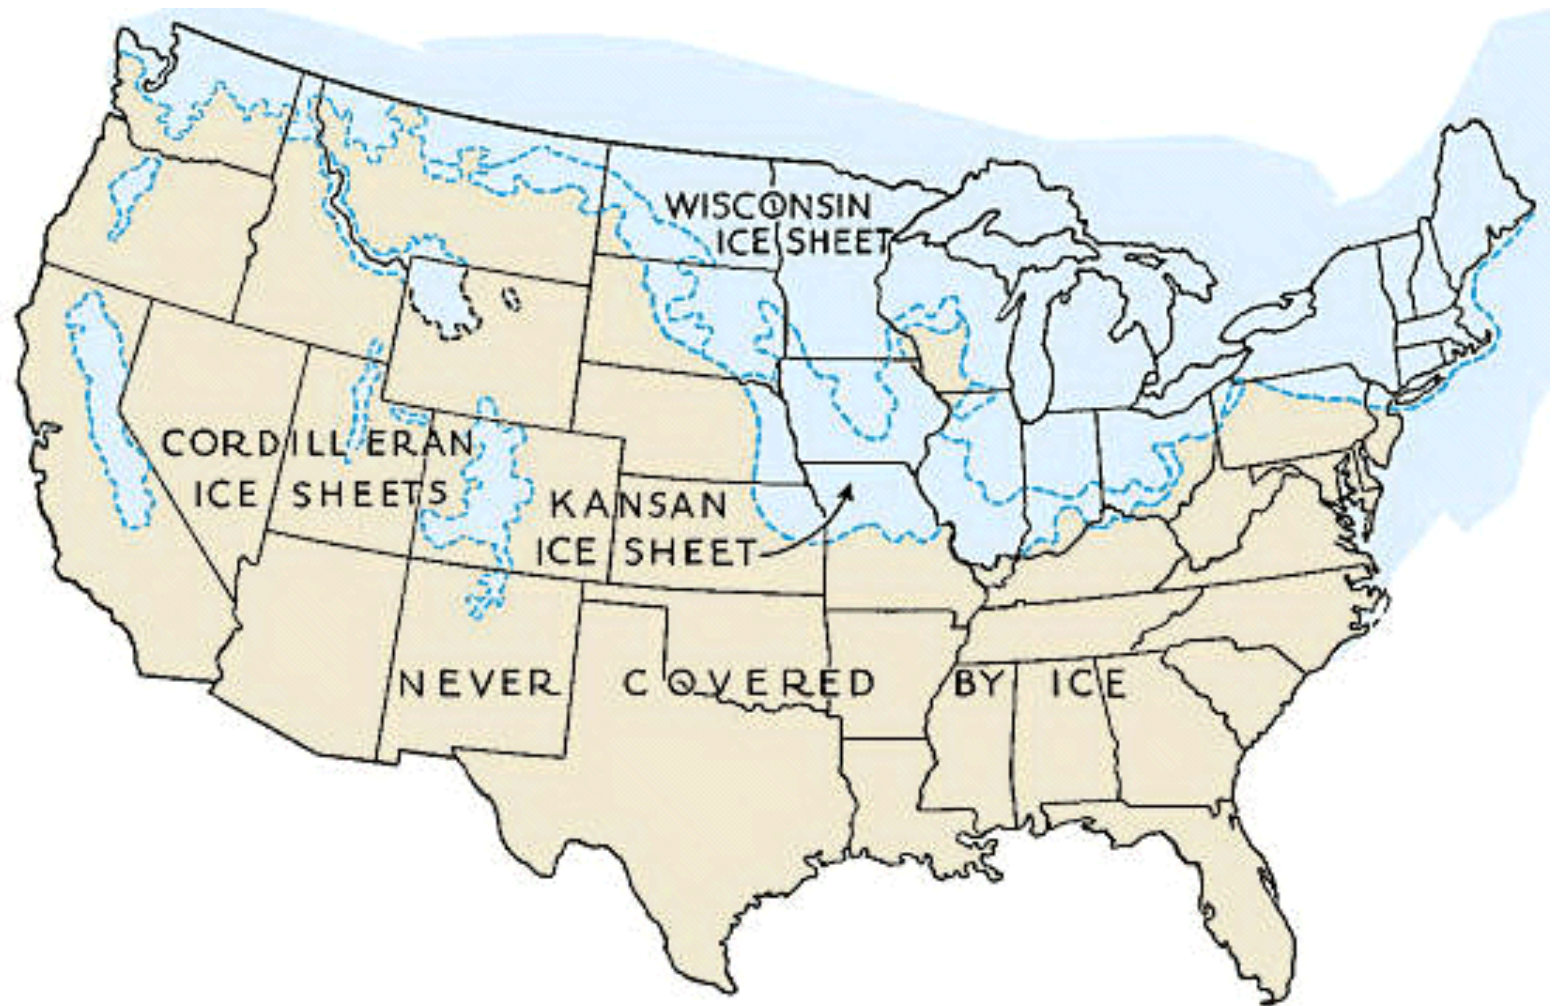 WISCONSIN
ICE SHEET
CORDILLERAN
ICE SHEETS
KANSAN
ICE SHEET
NEVER COVERED BY ICE